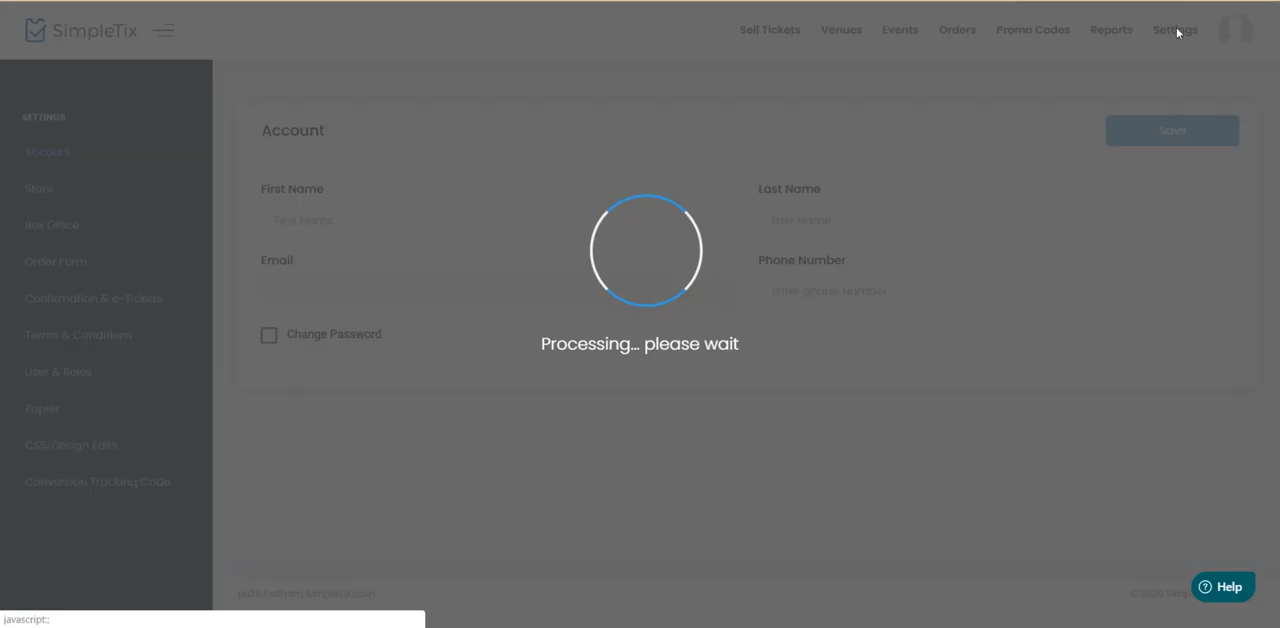 SimpleTix
Sell Tickets
Venues
Events
Orders
Promo Codes
Reports
Settings
SETTINGS
Account
Store
Box Office
Order Form
Confirmation & e-Tickets
Terms & Conditions
User & Roles
Zapier
CSS/Design Edits
Conversion Tracking Code
Account
Save
First Name
Last Name
First Name
Last Name
Email
Phone Number
Enter phone Number
Change Password
Processing... please wait
© 2020
Help
javascript:;